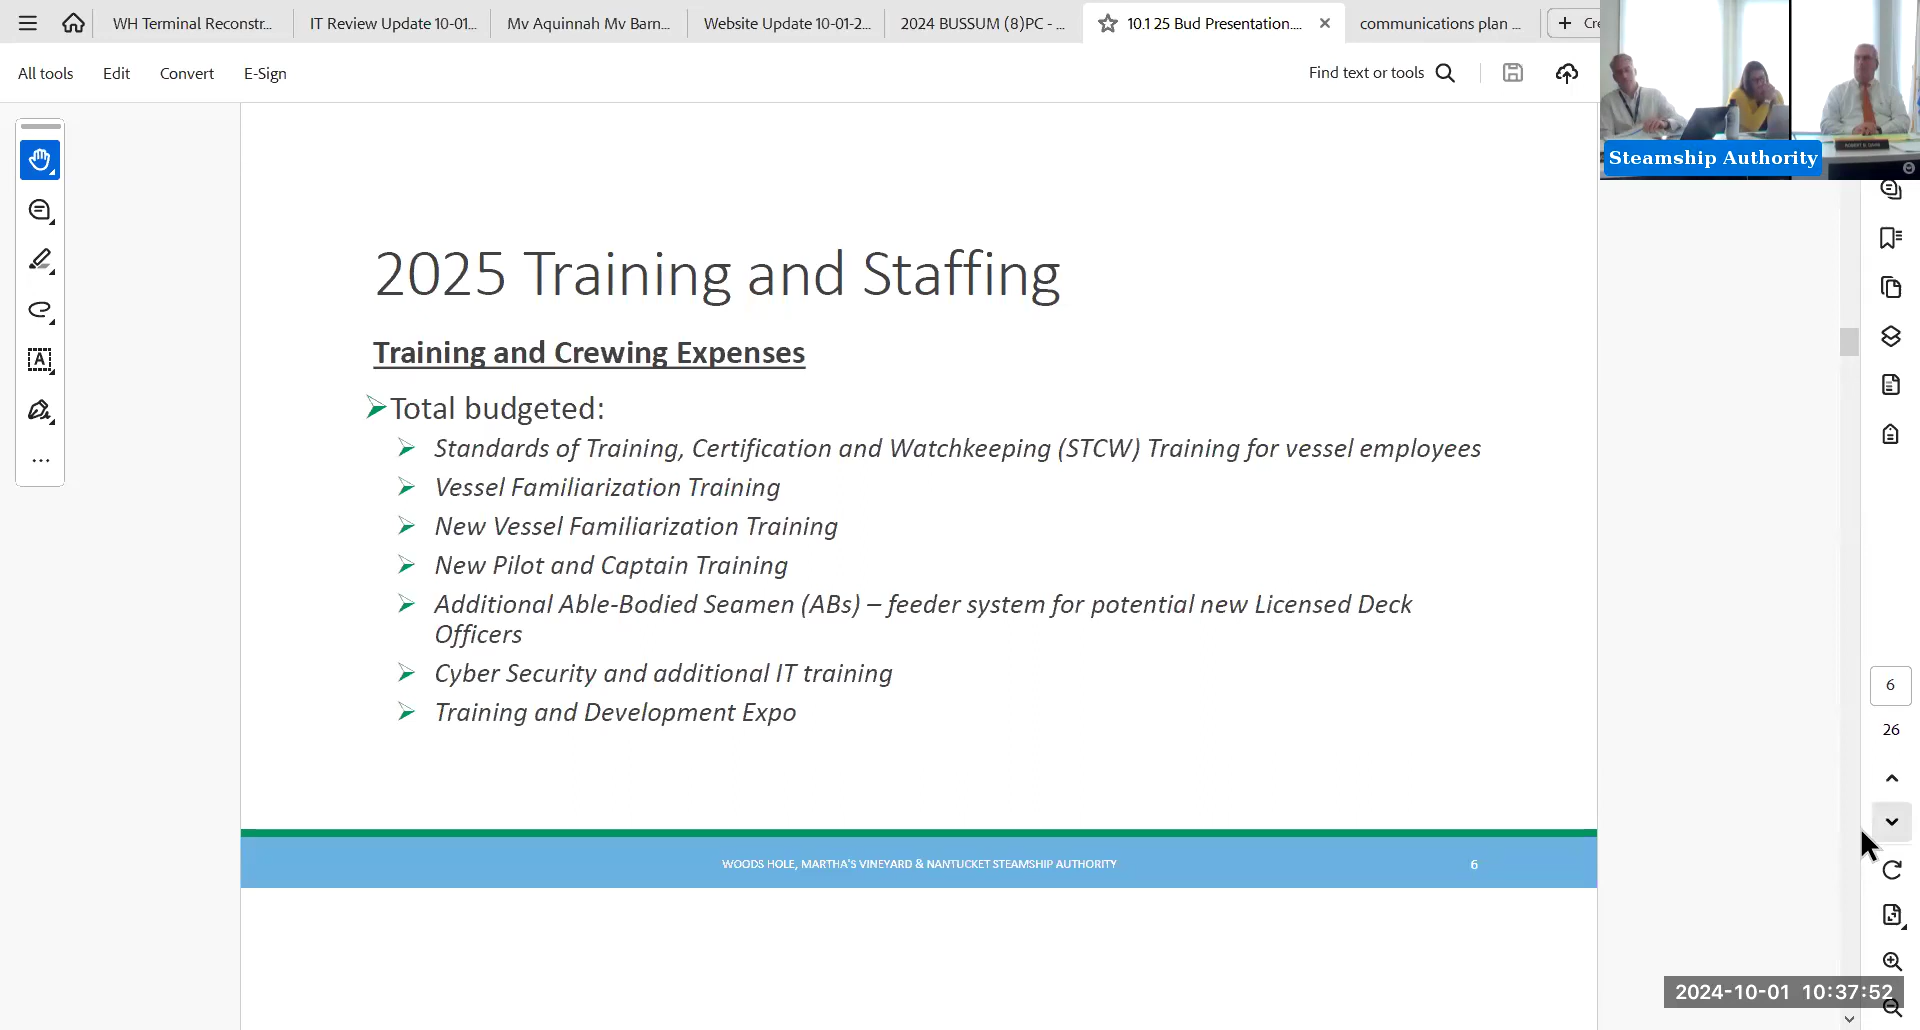 WH Terminal Reconstr...
IT Review Update 10-01...
Mv Aquinnah Mv Barn...
Website Update 10-01-2...
2024 BUSSUM (8)PC - ...
10.1 25 Bud Presentation....
communications plan ...
Cre
All tools
Edit
Convert
E-Sign
Find text or tools
Steamship Authority
2025 Training and Staffing
Training and Crewing Expenses
Total budgeted:
Standards of Training, Certification and Watchkeeping (STCW) Training for vessel employees
Vessel Familiarization Training
New Vessel Familiarization Training
New Pilot and Captain Training
Additional Able-Bodied Seamen (ABs) – feeder system for potential new Licensed Deck
Officers
Cyber Security and additional IT training
Training and Development Expo
6
26
WOODS HOLE, MARTHA'S VINEYARD & NANTUCKET STEAMSHIP AUTHORITY
6
2024-10-01 10:37:52